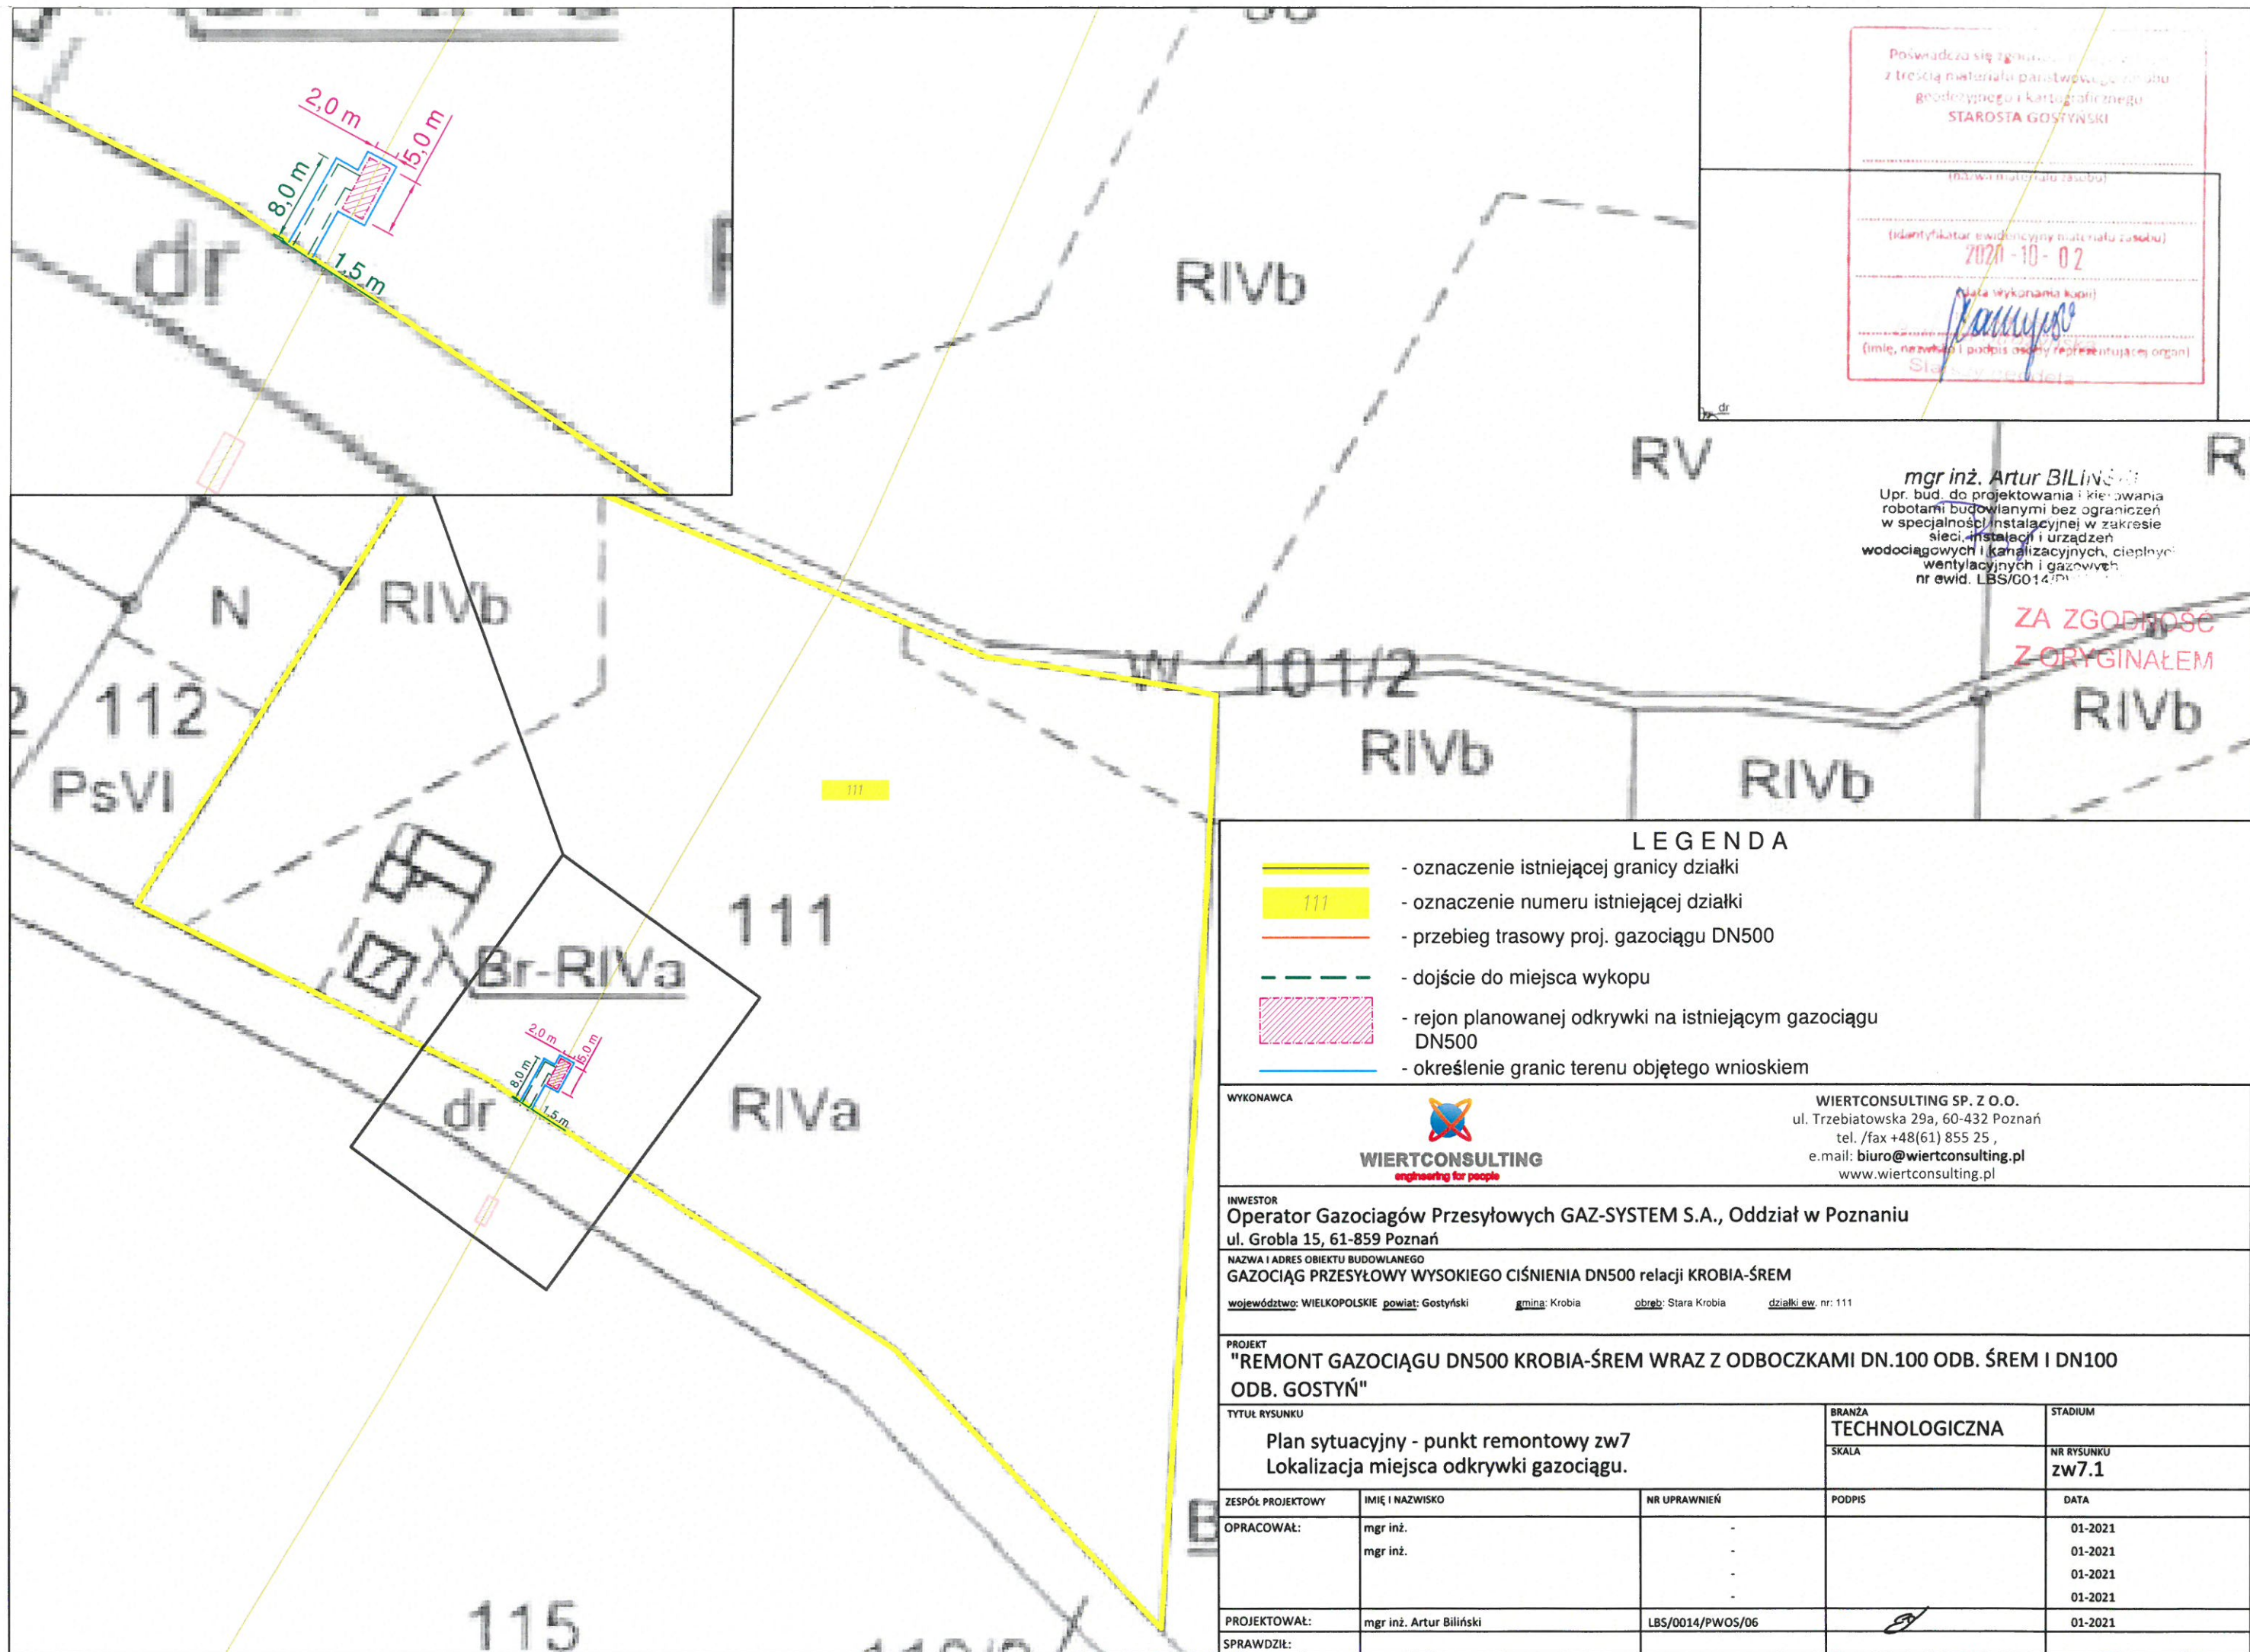 2,0 m
5,0 m
8,0 m
1,5 m
dr
RIVb
RV
Poświadcza się
z treścią materiału państwowego zasobu
geodezyjnego i kartograficznego
STAROSTA GOSTYŃSKI
(nazwa materiału zasobu)
(identyfikator ewidencyjny materiału zasobu)
2020-10-02
(data wykonania kopii)
(imię, nazwisko i podpis osoby reprezentującej organ)
dr
mgr inż. Artur
Upr. bud. do projektowania i kierowania
robotami budowlanymi bez ograniczeń
w specjalności instalacyjnej w zakresie
sieci, instalacji i urządzeń
wodociągowych i kanalizacyjnych, cieplnyc
wentylacyjnych i gazowych
nr ewid. LBS/0014/
ZA ZGODNOŚĆ
Z ORYGINAŁEM
N
RIVb
112
PsVI
W 101/2
RIVb
RIVb
RIVb
111
111
Br-RIVa
2,0 m
5,0 m
8,0 m
1,5 m
dr
RIVa
115
LEGENDA
- oznaczenie istniejącej granicy działki
111 - oznaczenie numeru istniejącej działki
- przebieg trasowy proj. gazociągu DN500
- dojście do miejsca wykopu
- rejon planowanej odkrywki na istniejącym gazociągu
DN500
- określenie granic terenu objętego wnioskiem
WYKONAWCA
WIERTCONSULTING
engineering for people
WIERTCONSULTING SP. Z O.O.
ul. Trzebiatowska 29a, 60-432 Poznań
tel. /fax +48(61) 855 25 ,
e.mail: biuro@wiertconsulting.pl
www.wiertconsulting.pl
INWESTOR
Operator Gazociagów Przesyłowych GAZ-SYSTEM S.A., Oddział w Poznaniu
ul. Grobla 15, 61-859 Poznań
NAZWA I ADRES OBIEKTU BUDOWLANEGO
GAZOCIĄG PRZESYŁOWY WYSOKIEGO CIŚNIENIA DN500 relacji KROBIA-ŚREM
województwo: WIELKOPOLSKIE powiat: Gostyński gmina: Krobia obręb: Stara Krobia działki ew. nr: 111
PROJEKT
"REMONT GAZOCIĄGU DN500 KROBIA-ŚREM WRAZ Z ODBOCZKAMI DN.100 ODB. ŚREM I DN100
ODB. GOSTYŃ"
TYTUŁ RYSUNKU
Plan sytuacyjny - punkt remontowy zw7
Lokalizacja miejsca odkrywki gazociągu.
BRANŻA
TECHNOLOGICZNA
STADIUM
SKALA
NR RYSUNKU
zw7.1
ZESPÓŁ PROJEKTOWY IMIĘ I NAZWISKO NR UPRAWNIEŃ PODPIS DATA
OPRACOWAŁ: mgr inż. - 01-2021
mgr inż. - 01-2021
- 01-2021
- 01-2021
PROJEKTOWAŁ: mgr inż. Artur Biliński LBS/0014/PWOS/06 01-2021
SPRAWDZIŁ: